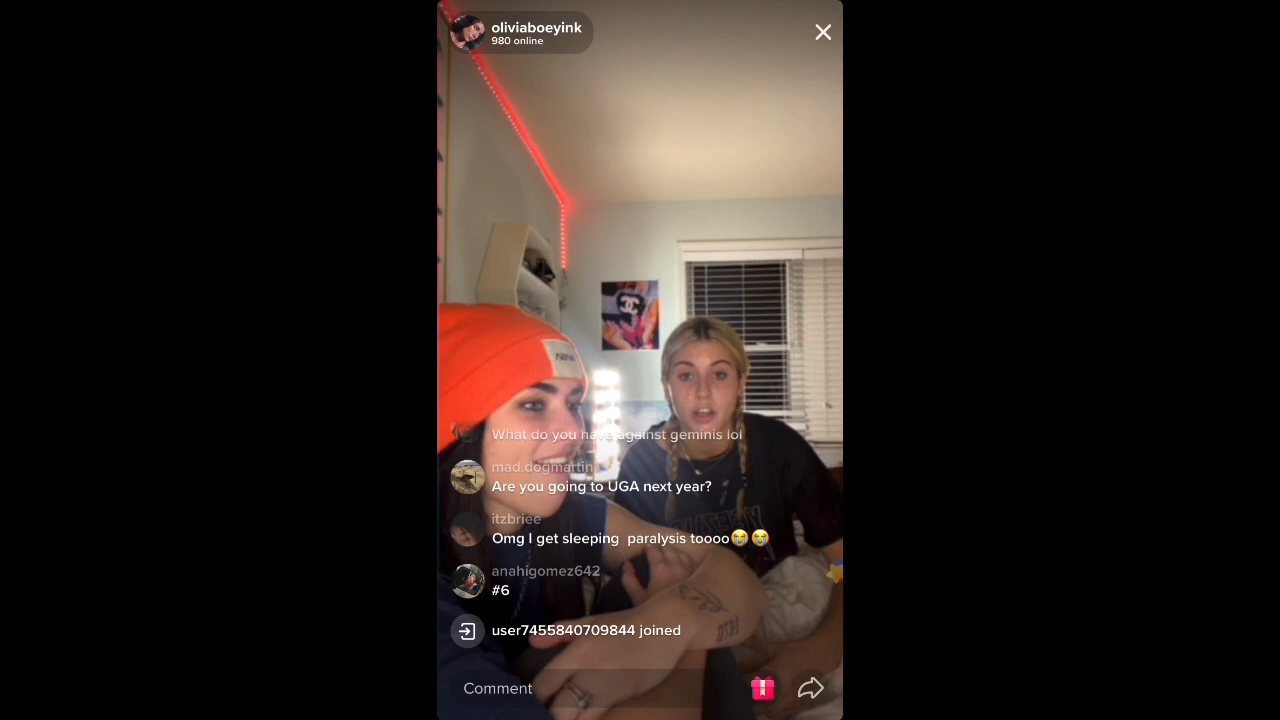 oliviaboeyink
980 online
What do you have against geminis lol
mad.dogmartin
Are you going to UGA next year?
itzbriee
Omg I get sleeping paralysis toooo😭😭
anahigomez642
#6
user7455840709844 joined
Comment